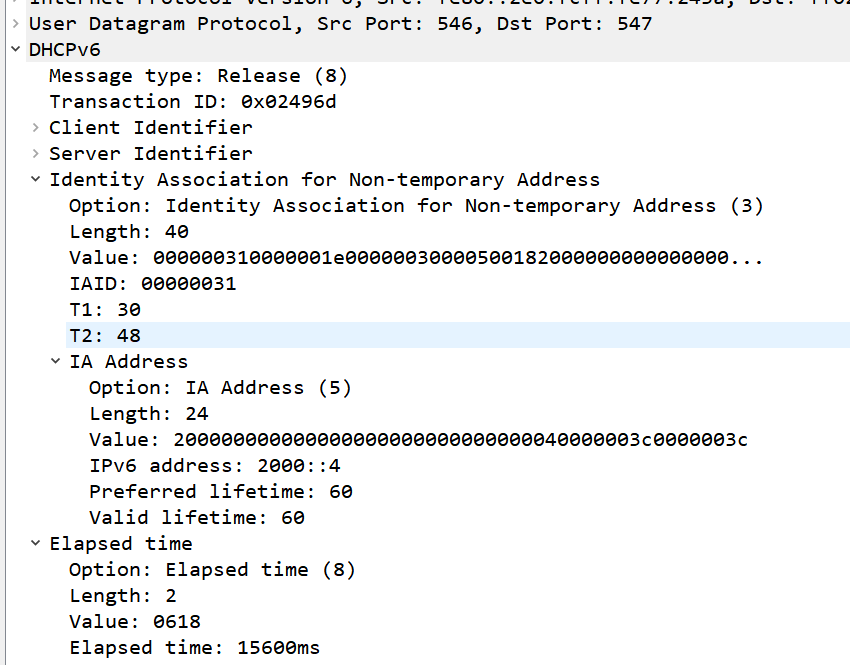 User Datagram Protocol, Src Port: 546, Dst Port: 547
DHCPv6
Message type: Release (8)
Transaction ID: 0x02496d
Client Identifier
Server Identifier
Identity Association for Non-temporary Address
Option: Identity Association for Non-temporary Address (3)
Length: 40
Value: 000000310000001e00000030000500182000000000000000...
IAID: 00000031
T1: 30
T2: 48
IA Address
Option: IA Address (5)
Length: 24
Value: 200000000000000000000000000000040000003c0000003c
IPv6 address: 2000::4
Preferred lifetime: 60
Valid lifetime: 60
Elapsed time
Option: Elapsed time (8)
Length: 2
Value: 0618
Elapsed time: 15600ms